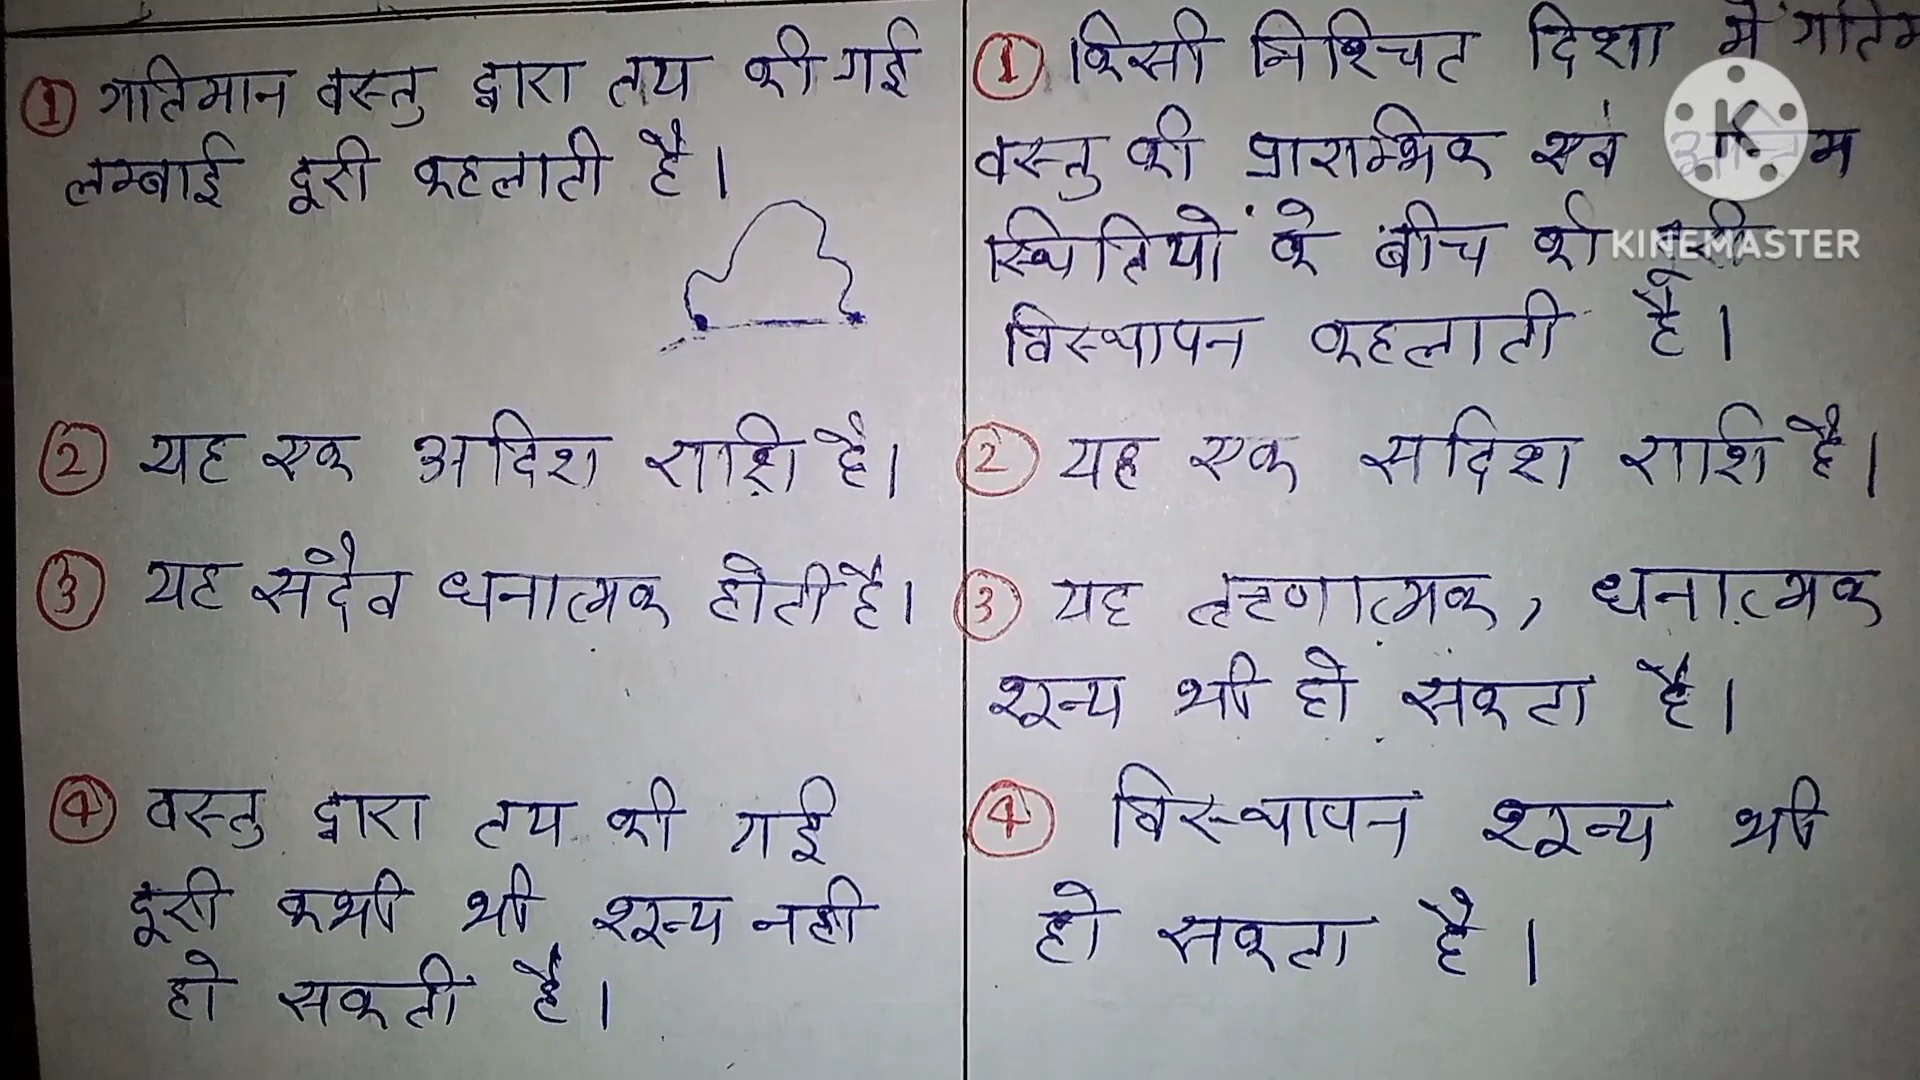 ① गतिमान वस्तु द्वारा तय की गई
लम्बाई दूरी कहलाती है।
② यह एक अदिश राशि है।
③ यह सदैव धनात्मक होती है।
④ वस्तु द्वारा तय की गई
दूरी कभी भी शून्य नही
हो सकती है।
① किसी निश्चित दिशा में
वस्तु की प्रारम्भिक एवं
स्थितियों के बीच की
विस्थापन कहलाती है।
② यह एक सदिश राशि है।
③ यह ऋणात्मक, धनात्मक
शून्य भी हो सकता है।
④ विस्थापन शून्य भी
हो सकता है।
K
KINEMASTER